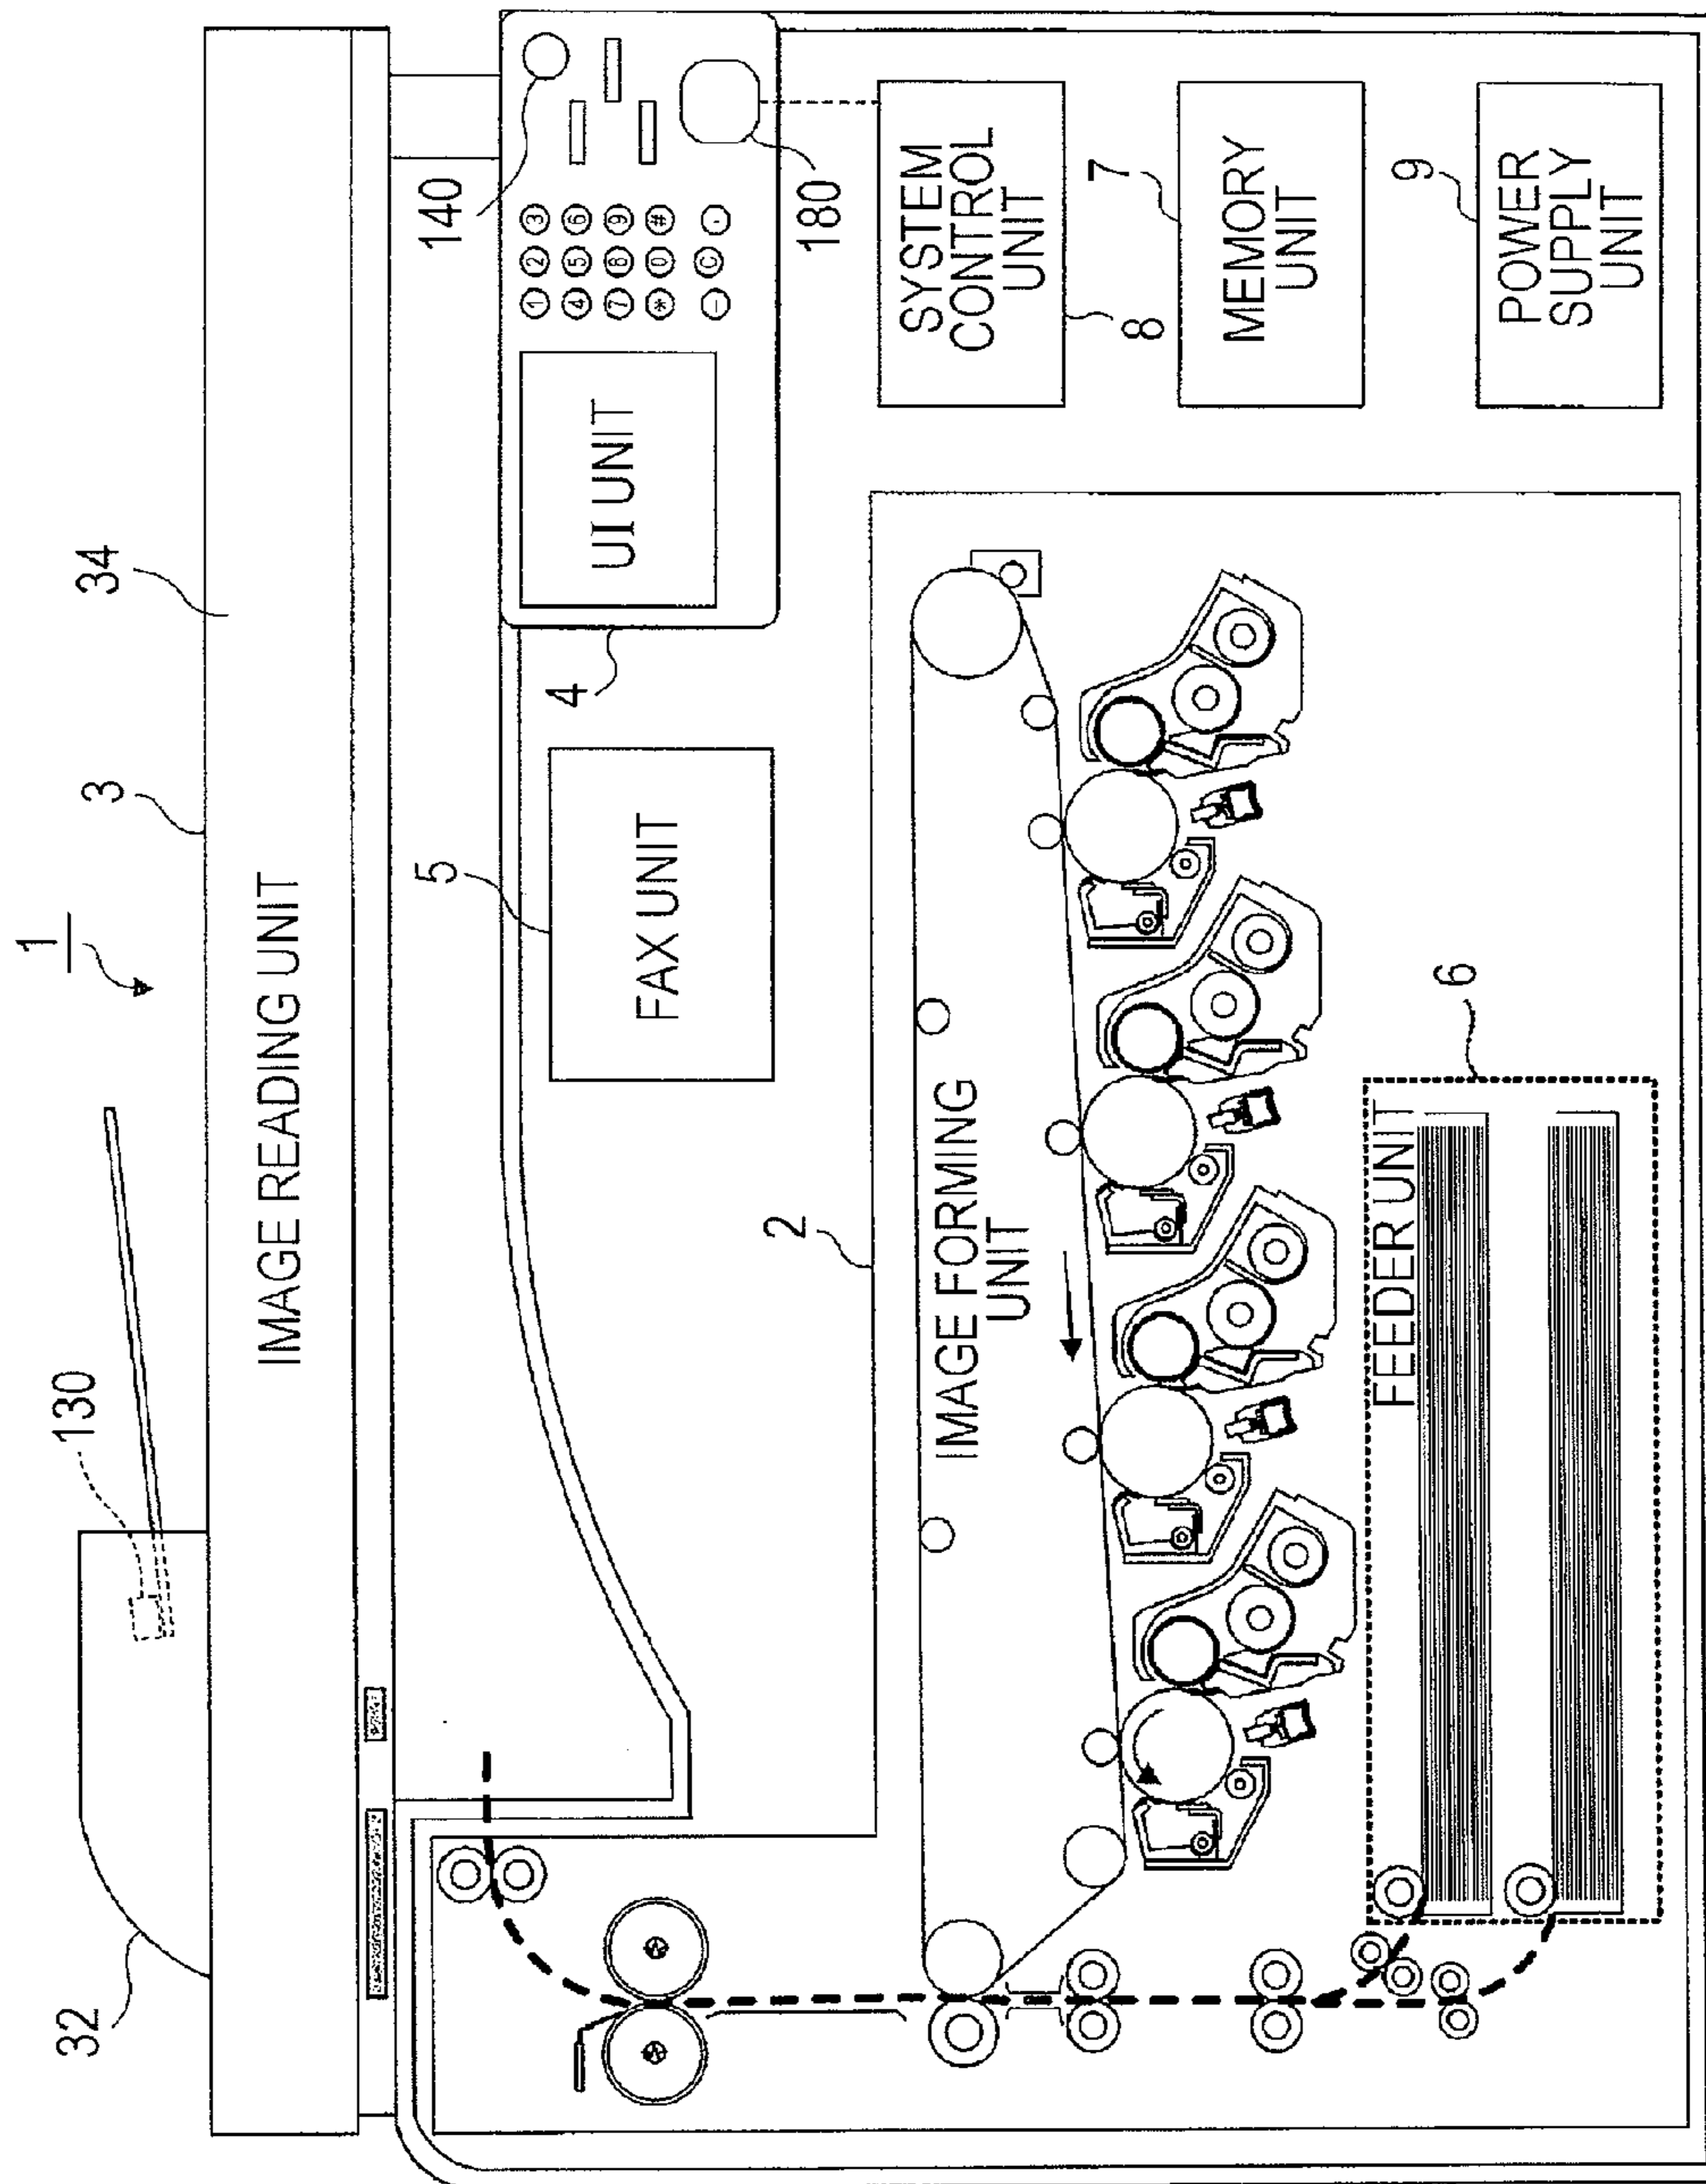 1
3
34
130
32
IMAGE READING UNIT
140
180
4
UI UNIT
1
2
3
4
5
6
7
8
9
*
0
#
C
5
FAX UNIT
2
IMAGE FORMING
UNIT
SYSTEM
CONTROL
UNIT
8
7
MEMORY
UNIT
9
POWER
SUPPLY
UNIT
6
FEEDER UNIT